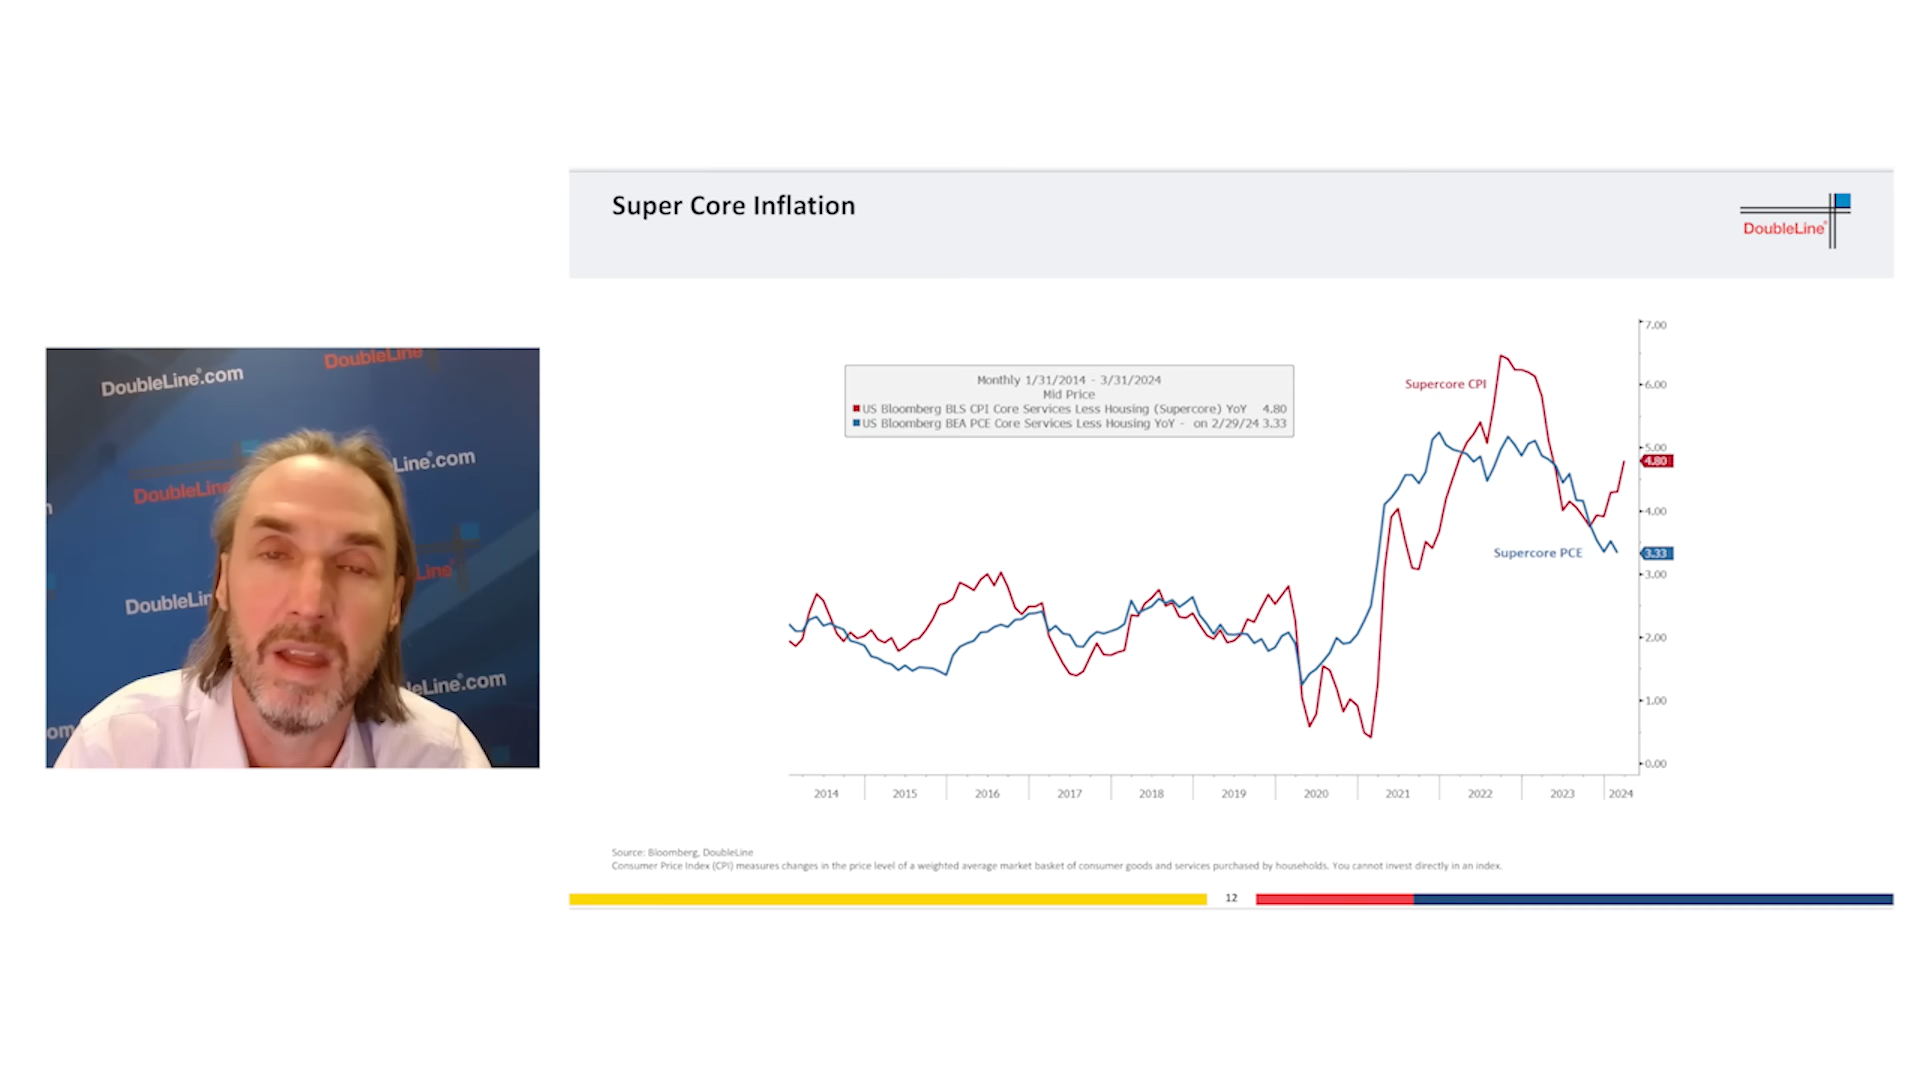 Super Core Inflation
DoubleLine®
DoubleLine
DoubleLine®.com
Line®.com
DoubleLine
Line
DoubleLin
eLine®.com
om
7.00
Monthly 1/31/2014 - 3/31/2024
Mid Price
US Bloomberg BLS CPI Core Services Less Housing (Supercore) YoY 4.80
US Bloomberg BEA PCE Core Services Less Housing YoY - on 2/29/24 3.33
Supercore CPI
6.00
5.00
4.80
4.00
Supercore PCE
3.33
3.00
2.00
1.00
0.00
2014 2015 2016 2017 2018 2019 2020 2021 2022 2023 2024
Source: Bloomberg, DoubleLine
Consumer Price Index (CPI) measures changes in the price level of a weighted average market basket of consumer goods and services purchased by households. You cannot invest directly in an index.
12